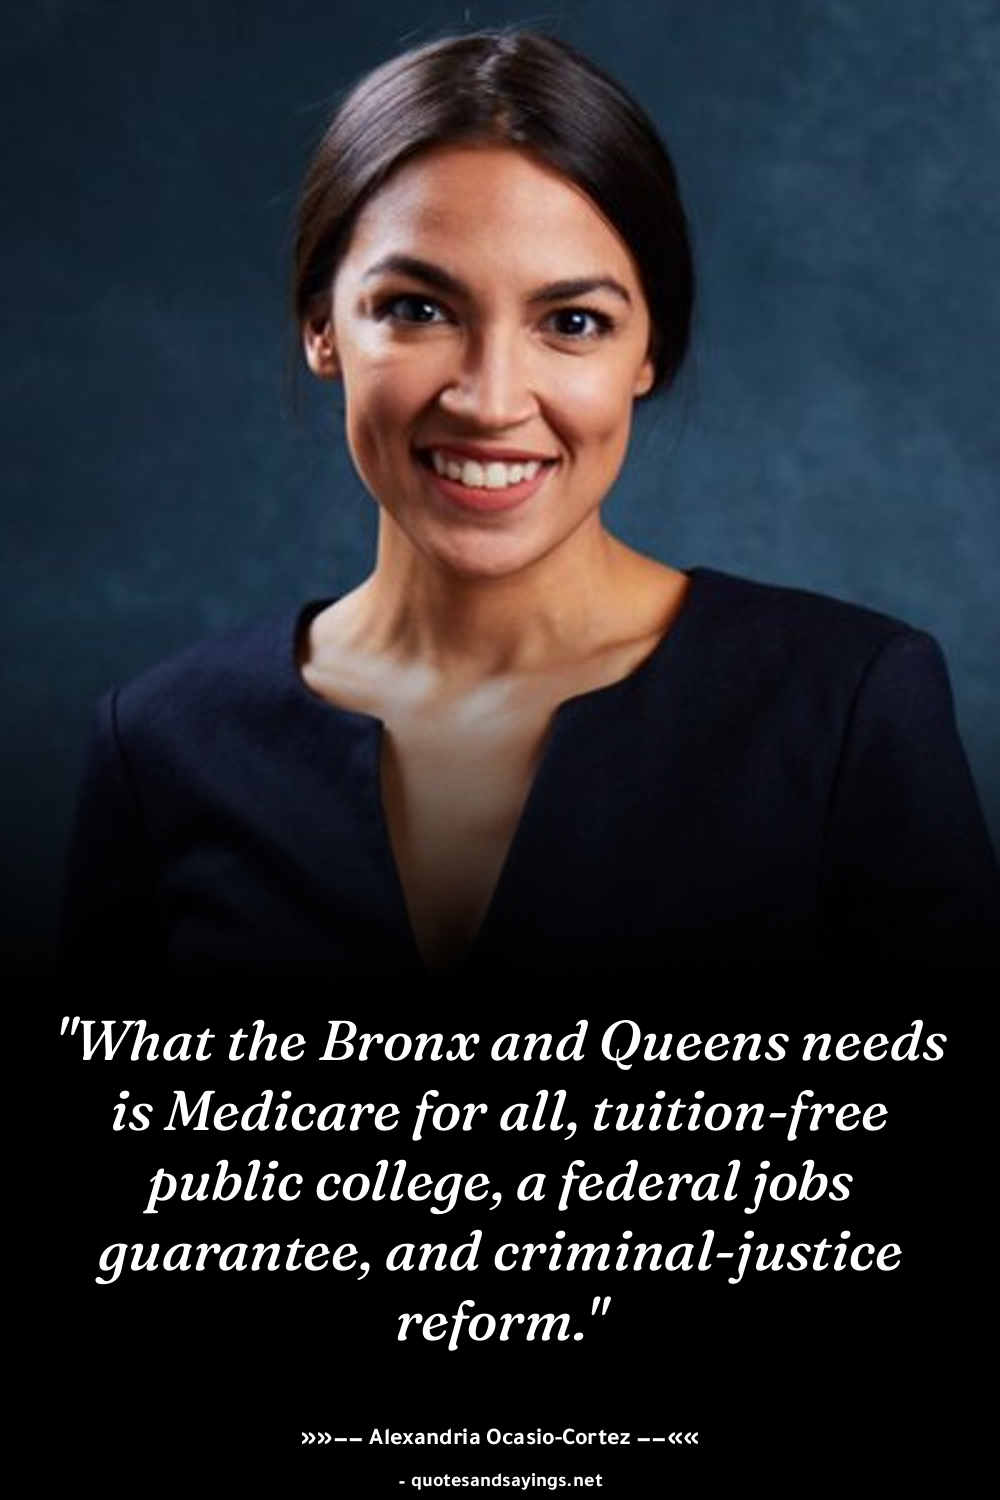 "What the Bronx and Queens needs
is Medicare for all, tuition-free
public college, a federal jobs
guarantee, and criminal-justice
reform."
»»–– Alexandria Ocasio-Cortez ––««
- quotesandsayings.net